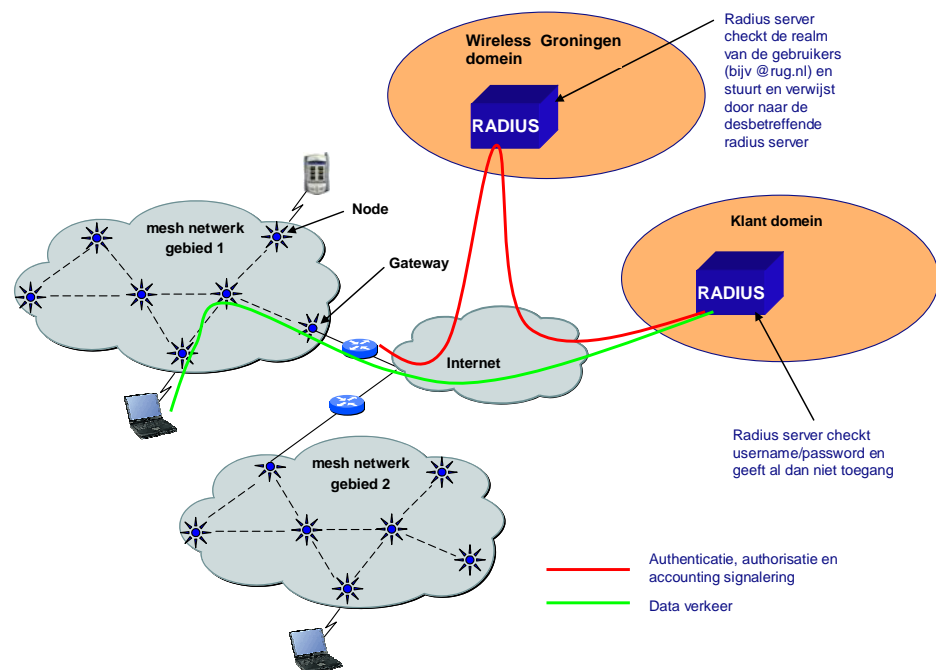 Wireless Groningen
domein
RADIUS
Radius server
checkt de realm
van de gebruikers
(bijv @rug.nl) en
stuurt en verwijst
door naar de
desbetreffende
radius server
Node
mesh netwerk
gebied 1
Gateway
Klant domein
RADIUS
Internet
Radius server checkt
username/password en
geeft al dan niet toegang
mesh netwerk
gebied 2
Authenticatie, authorisatie en
accounting signalering
Data verkeer